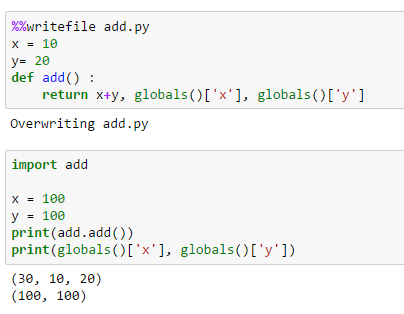 %%writefile add.py
x = 10
y= 20
def add() :
    return x+y, globals()['x'], globals()['y']
Overwriting add.py
import add
x = 100
y = 100
print(add.add())
print(globals()['x'], globals()['y'])
(30, 10, 20)
(100, 100)